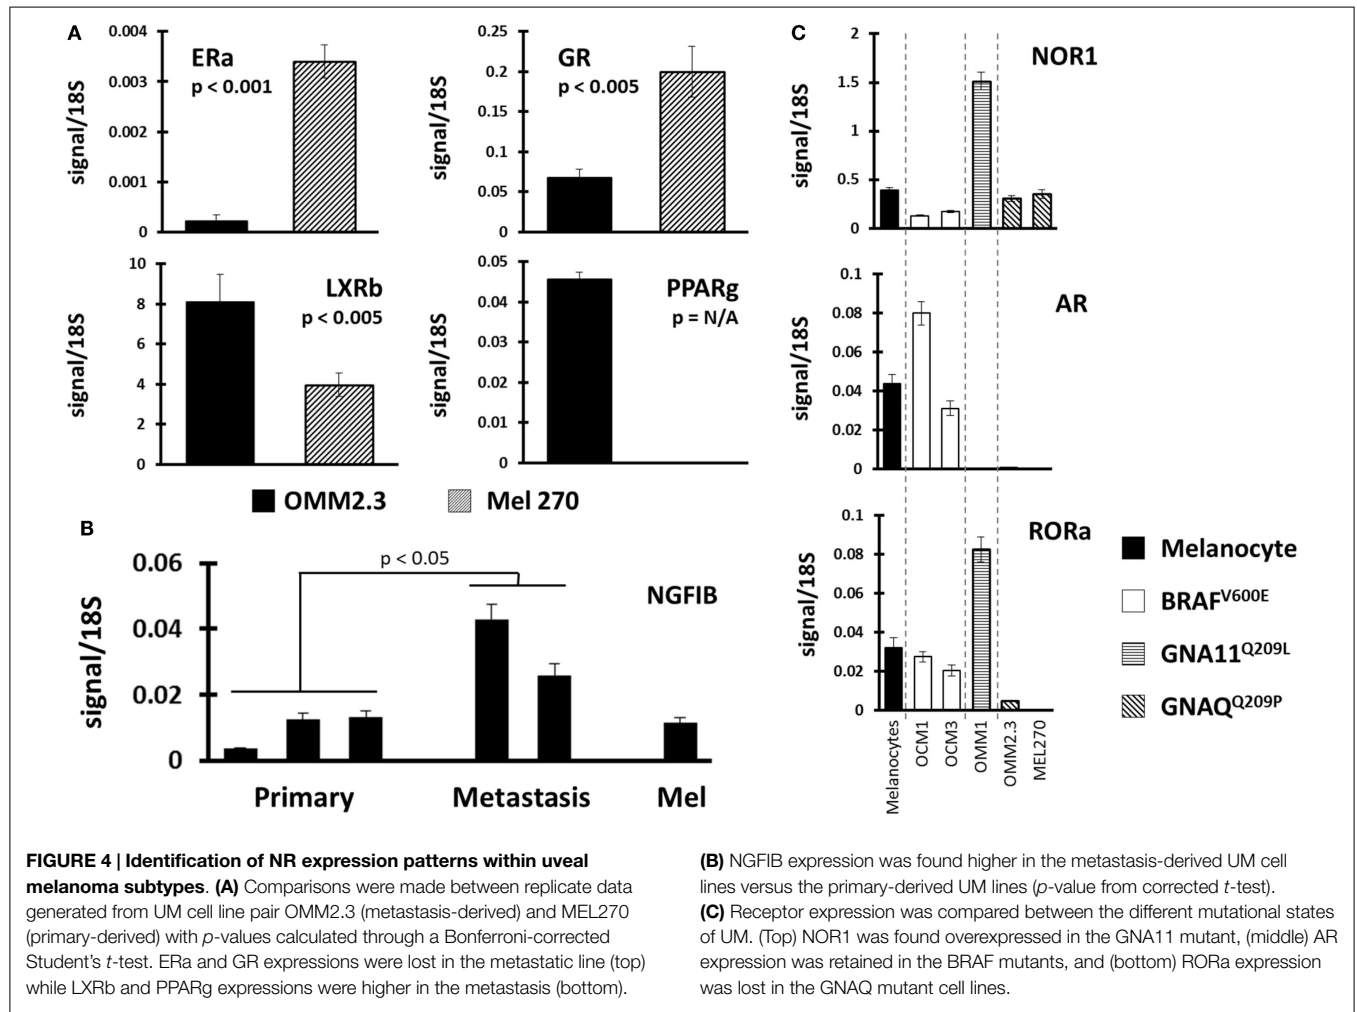 A
0.004
0.003
0.002
0.001
0
signal/18S
ERa
p < 0.001
0.25
0.2
0.15
0.1
0.05
0
signal/18S
GR
p < 0.005
10
8
6
4
2
0
signal/18S
LXRb
p < 0.005
0.05
0.04
0.03
0.02
0.01
0
signal/18S
PPARg
p = N/A
OMM2.3
Mel 270
B
0.06
0.04
0.02
0
signal/18S
p < 0.05
NGFIB
Primary
Metastasis
Mel
C
2
1.5
1
0.5
0
signal/18S
NOR1
0.1
0.08
0.06
0.04
0.02
0
signal/18S
AR
0.1
0.08
0.06
0.04
0.02
0
signal/18S
RORa
Melanocytes
OCM1
OCM3
OMM1
OMM2.3
MEL270
Melanocyte
BRAFV600E
GNA11Q209L
GNAQQ209P
FIGURE 4 | Identification of NR expression patterns within uveal
melanoma subtypes. (A) Comparisons were made between replicate data
generated from UM cell line pair OMM2.3 (metastasis-derived) and MEL270
(primary-derived) with p-values calculated through a Bonferroni-corrected
Student's t-test. ERa and GR expressions were lost in the metastatic line (top)
while LXRb and PPARg expressions were higher in the metastasis (bottom).
(B) NGFIB expression was found higher in the metastasis-derived UM cell
lines versus the primary-derived UM lines (p-value from corrected t-test).
(C) Receptor expression was compared between the different mutational states
of UM. (Top) NOR1 was found overexpressed in the GNA11 mutant, (middle) AR
expression was retained in the BRAF mutants, and (bottom) RORa expression
was lost in the GNAQ mutant cell lines.